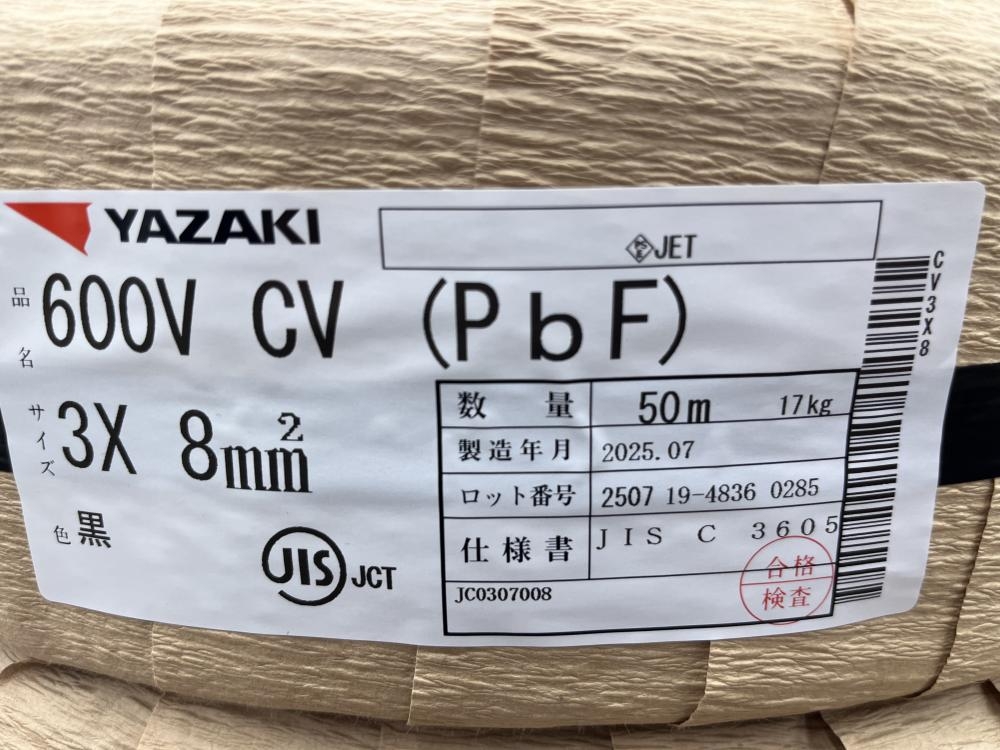 YAZAKI
PS
E JET
品名 600V CV (PbF)
サイズ 3X 8mm²
色 黒
JIS JCT
数量 50m 17kg
製造年月 2025.07
ロット番号 2507 19-4836 0285
仕様書 JIS C 3605
JC0307008
合格
検査
CV3X8